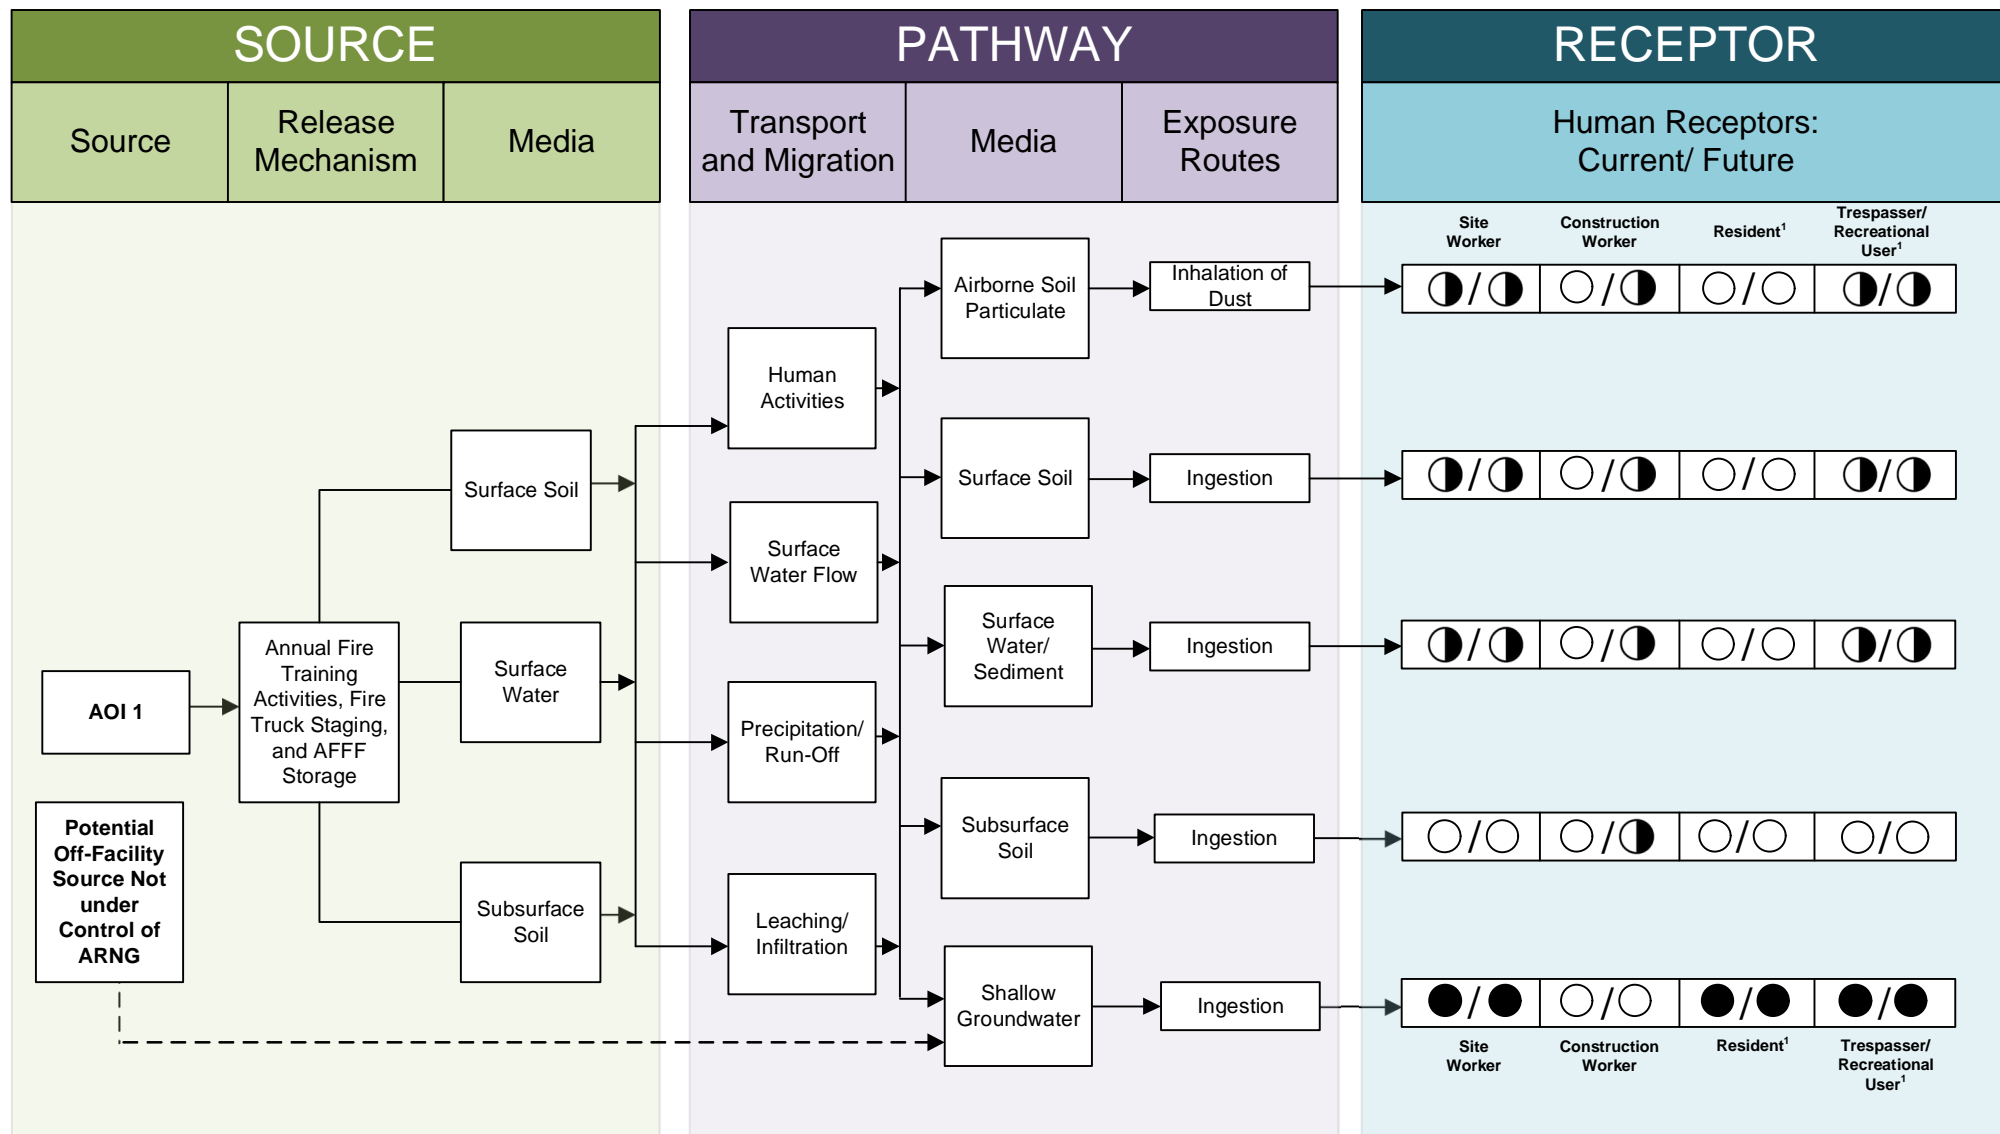 SOURCE
PATHWAY
RECEPTOR
Source
Release
Mechanism
Media
Transport
and Migration
Media
Exposure
Routes
Human Receptors:
Current/ Future
Site
Worker
Construction
Worker
Resident¹
Trespasser/
Recreational
User¹
Airborne Soil
Particulate
Inhalation of
Dust
/
/
/
/
Human
Activities
Surface Soil
Surface Soil
Ingestion
/
/
/
/
Surface
Water Flow
Annual Fire
Training
Activities, Fire
Truck Staging,
and AFFF
Storage
Surface
Water
Surface
Water/
Sediment
Ingestion
/
/
/
/
AOI 1
Precipitation/
Run-Off
Potential
Off-Facility
Source Not
under
Control of
ARNG
Subsurface
Soil
Ingestion
/
/
/
/
Subsurface
Soil
Leaching/
Infiltration
Shallow
Groundwater
Ingestion
/
/
/
/
Site
Worker
Construction
Worker
Resident¹
Trespasser/
Recreational
User¹